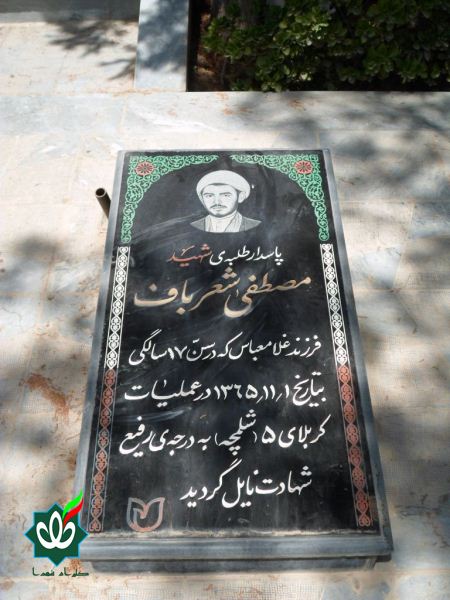 پاسدار طلبه‌ی شهید
مصطفی شعرباف
فرزند غلامعباس که در سن ۱۷ سالگی
بتاریخ ۱۳۶۵٫۱۱٫۱ در عملیات
کربلای ۵ (شلمچه) به درجه‌ی رفیع
شهادت نایل گردید